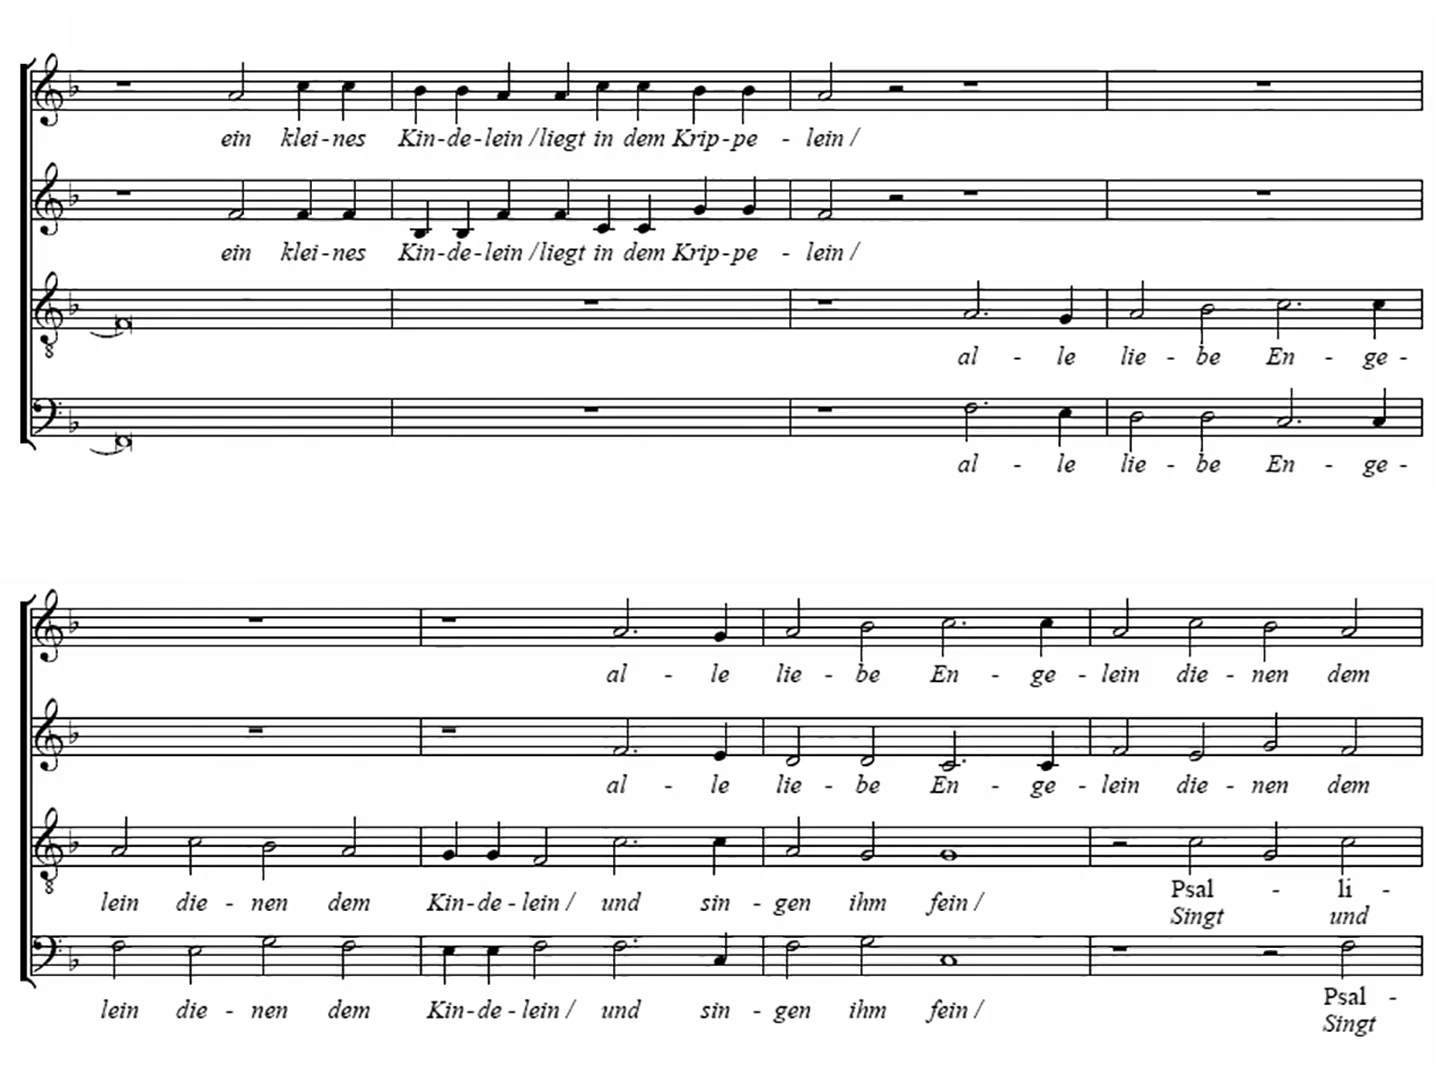 ein klei-nes Kin-de-lein / liegt in dem Krip-pe - lein /
ein klei-nes Kin-de-lein / liegt in dem Krip-pe - lein /
8
al - le lie - be En - ge -
al - le lie - be En - ge -
al - le lie - be En - ge - lein die - nen dem
al - le lie - be En - ge - lein die - nen dem
8
lein die - nen dem Kin-de - lein / und sin - gen ihm fein / Psal - li -
Singt und
lein die - nen dem Kin-de - lein / und sin - gen ihm fein / Psal -
Singt